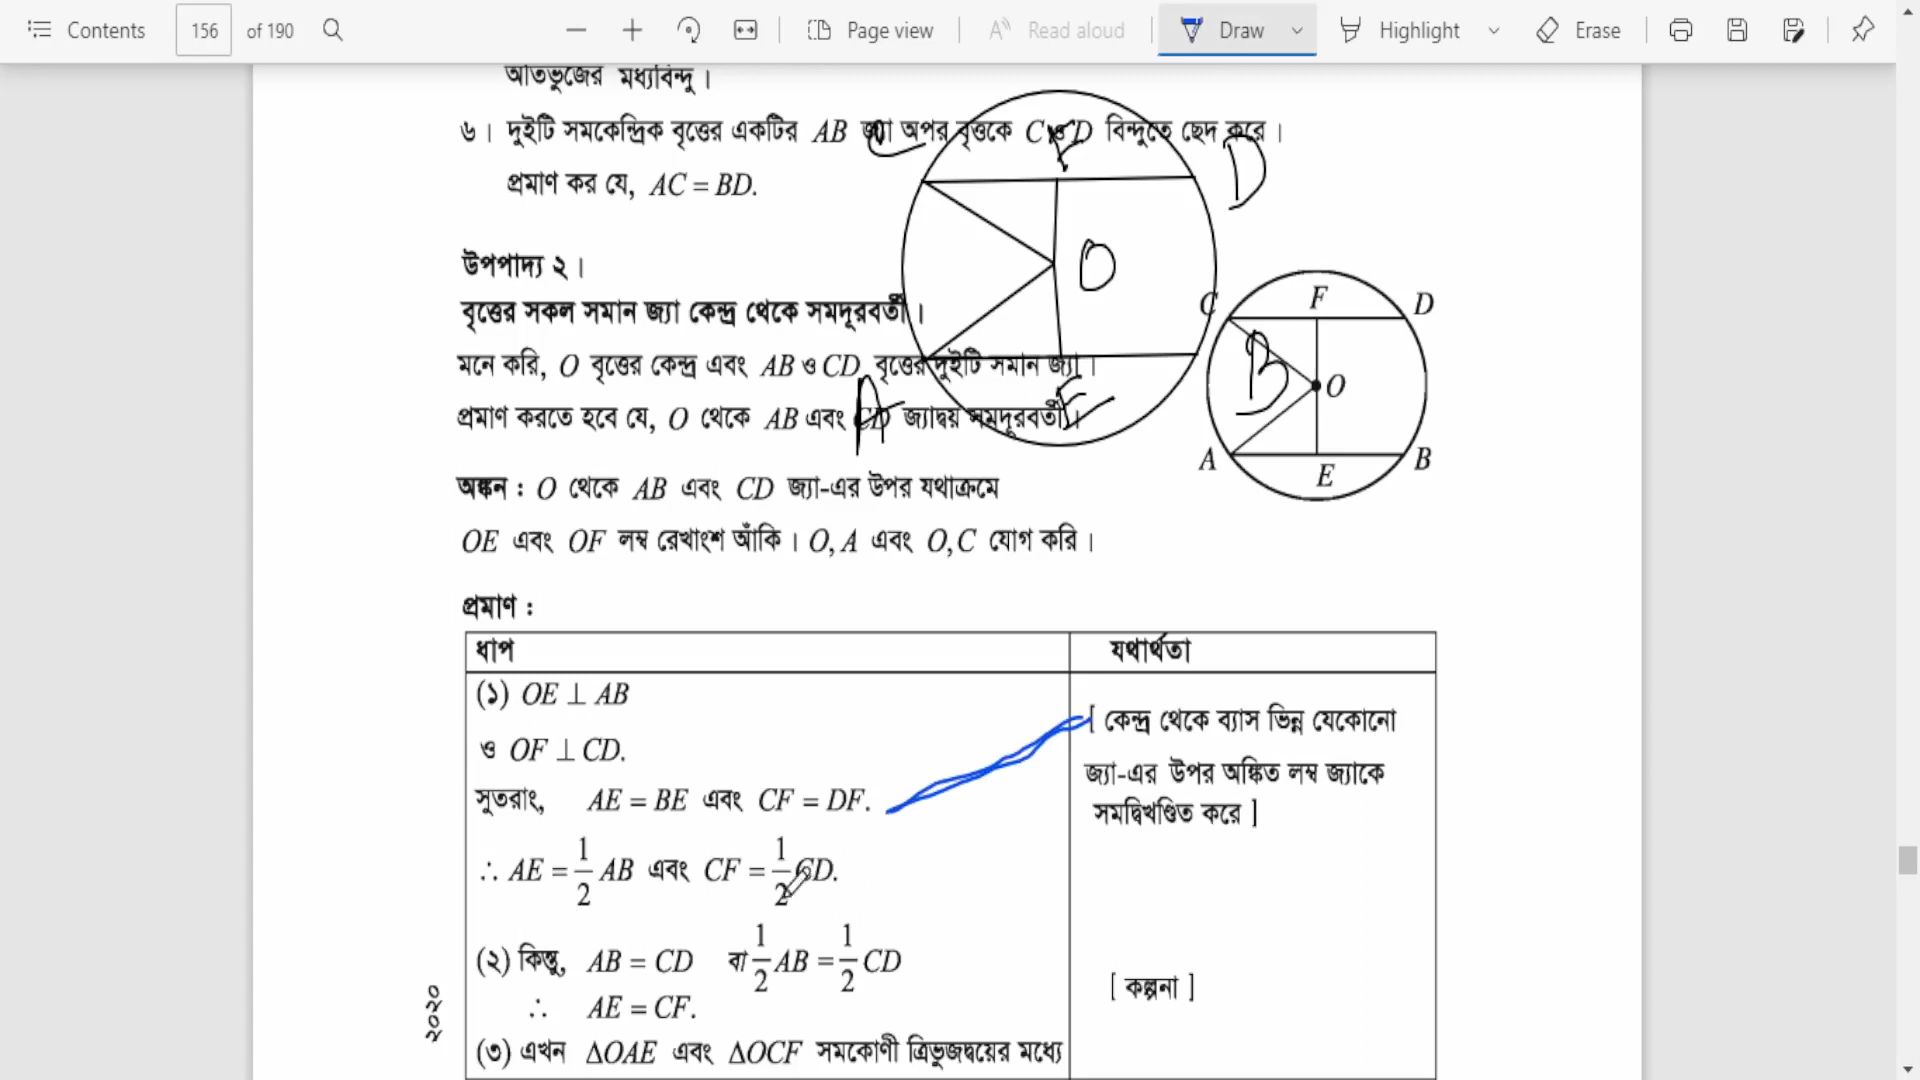 Contents 156 of 190 Page view Read aloud Draw Highlight Erase
অতিভুজের মধ্যবিন্দু।
৬। দুইটি সমকেন্দ্রিক বৃত্তের একটির AB জ্যা অপর বৃত্তকে C ও D বিন্দুতে ছেদ করে।
প্রমাণ কর যে, AC = BD.
C F D
O
উপপাদ্য ২।
বৃত্তের সকল সমান জ্যা কেন্দ্র থেকে সমদূরবর্তী।
মনে করি, O বৃত্তের কেন্দ্র এবং AB ও CD বৃত্তের দুইটি সমান জ্যা।
প্রমাণ করতে হবে যে, O থেকে AB এবং CD জ্যাদ্বয় সমদূরবর্তী।
A E B
C F D
O
A E B
অঙ্কন : O থেকে AB এবং CD জ্যা-এর উপর যথাক্রমে
OE এবং OF লম্ব রেখাংশ আঁকি। O, A এবং O, C যোগ করি।
প্রমাণ :
ধাপ যথার্থতা
(১) OE ⊥ AB
ও OF ⊥ CD.
সুতরাং, AE = BE এবং CF = DF.
[ কেন্দ্র থেকে ব্যাস ভিন্ন যেকোনো
জ্যা-এর উপর অঙ্কিত লম্ব জ্যাকে
সমদ্বিখণ্ডিত করে ]
∴ AE = 1/2 AB এবং CF = 1/2 CD.
(২) কিন্তু, AB = CD বা 1/2 AB = 1/2 CD
[ কল্পনা ]
∴ AE = CF.
(৩) এখন ΔOAE এবং ΔOCF সমকোণী ত্রিভুজদ্বয়ের মধ্যে
২০২০